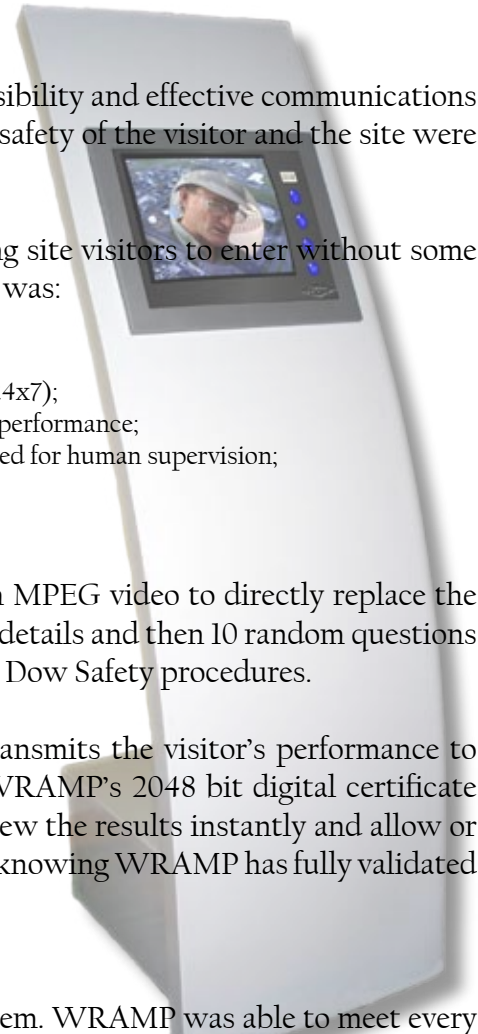 sibility and effective communications
safety of the visitor and the site were
ng site visitors to enter without some
was:
4x7);
performance;
ed for human supervision;
n MPEG video to directly replace the
details and then 10 random questions
Dow Safety procedures.
ransmits the visitor's performance to
WRAMP's 2048 bit digital certificate
ew the results instantly and allow or
knowing WRAMP has fully validated
em. WRAMP was able to meet every